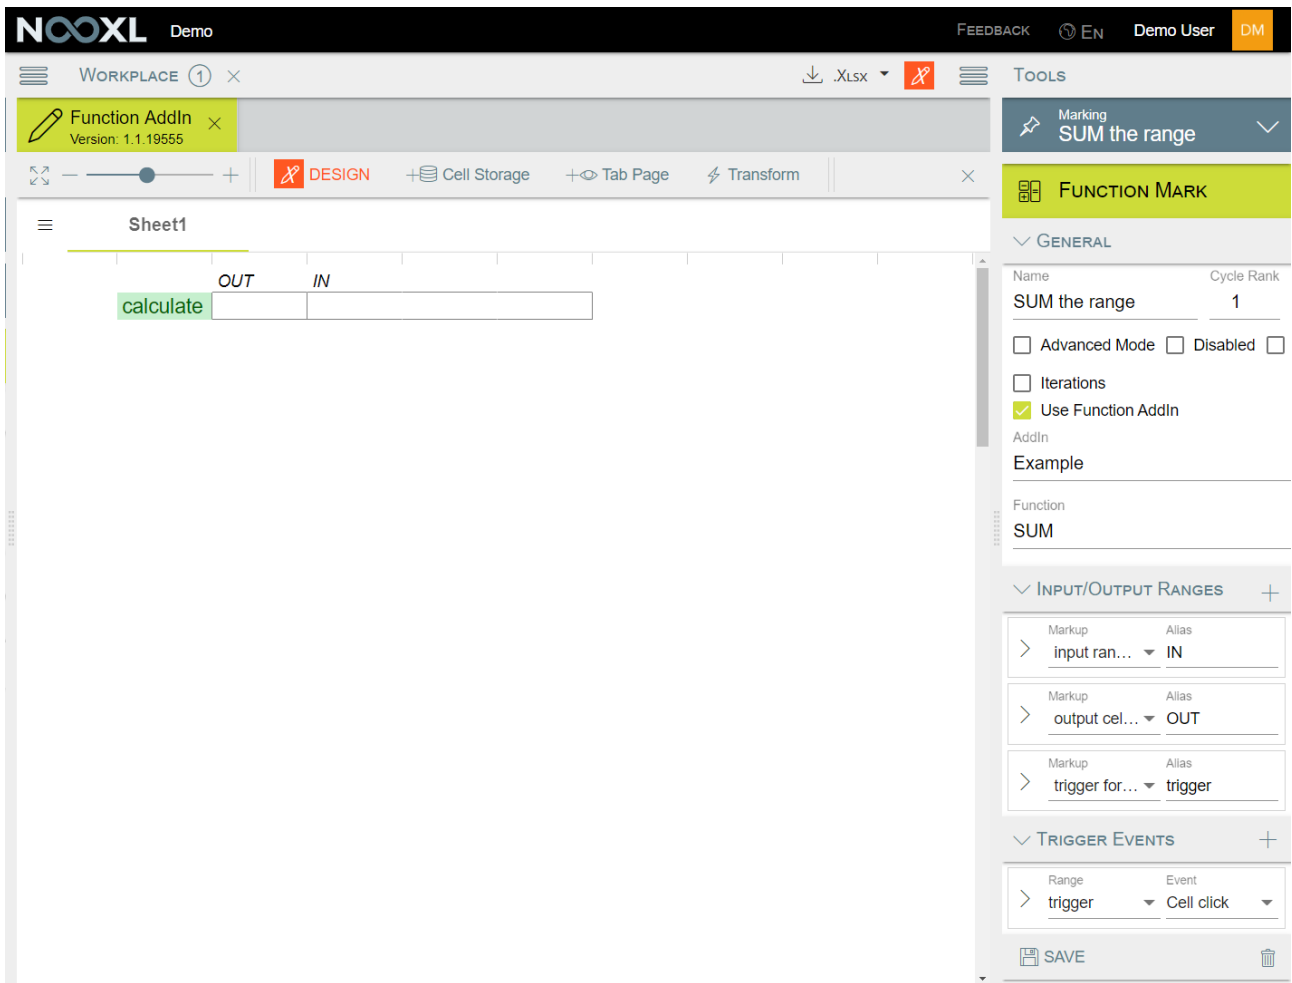 NOOXL Demo FEEDBACK EN Demo User DM
WORKPLACE 1 .XLSX TOOLS
Function AddIn
Version: 1.1.19555
Marking
SUM the range
DESIGN Cell Storage Tab Page Transform
FUNCTION MARK
Sheet1
GENERAL
OUT IN
calculate
Name Cycle Rank
SUM the range 1
Advanced Mode Disabled
Iterations
Use Function AddIn
AddIn
Example
Function
SUM
INPUT/OUTPUT RANGES
Markup Alias
input ran... IN
Markup Alias
output cel... OUT
Markup Alias
trigger for... trigger
TRIGGER EVENTS
Range Event
trigger Cell click
SAVE